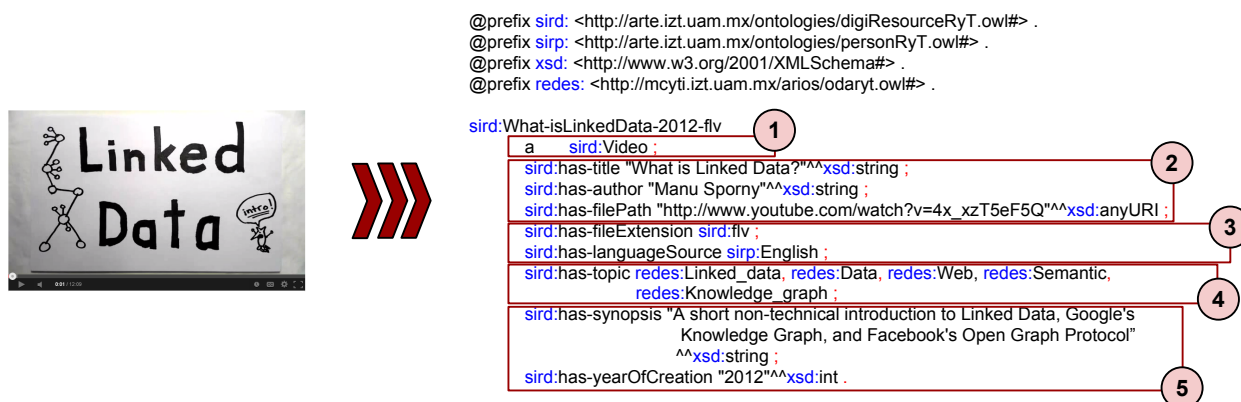 @prefix sird: <http://arte.izt.uam.mx/ontologies/digiResourceRyT.owl#> .
@prefix sirp: <http://arte.izt.uam.mx/ontologies/personRyT.owl#> .
@prefix xsd: <http://www.w3.org/2001/XMLSchema#> .
@prefix redes: <http://mcyti.izt.uam.mx/arios/odaryt.owl#> .
Linked
Data
intro!
0:01 / 12:09
sird:What-isLinkedData-2012-flv
1
a sird:Video ;
2
sird:has-title "What is Linked Data?"^^xsd:string ;
sird:has-author "Manu Sporny"^^xsd:string ;
sird:has-filePath "http://www.youtube.com/watch?v=4x_xzT5eF5Q"^^xsd:anyURI ;
3
sird:has-fileExtension sird:flv ;
sird:has-languageSource sirp:English ;
4
sird:has-topic redes:Linked_data, redes:Data, redes:Web, redes:Semantic,
redes:Knowledge_graph ;
sird:has-synopsis "A short non-technical introduction to Linked Data, Google's
Knowledge Graph, and Facebook's Open Graph Protocol”
^^xsd:string ;
sird:has-yearOfCreation "2012"^^xsd:int .
5